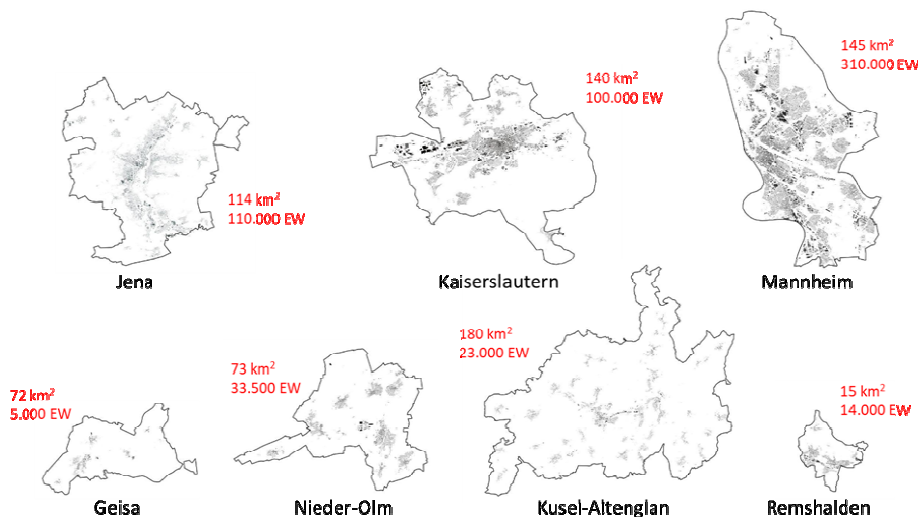 114 km²
110.000 EW
Jena
140 km²
100.000 EW
Kaiserslautern
145 km²
310.000 EW
Mannheim
72 km²
5.000 EW
Geisa
73 km²
33.500 EW
Nieder-Olm
180 km²
23.000 EW
Kusel-Altenglan
15 km²
14.000 EW
Remshalden